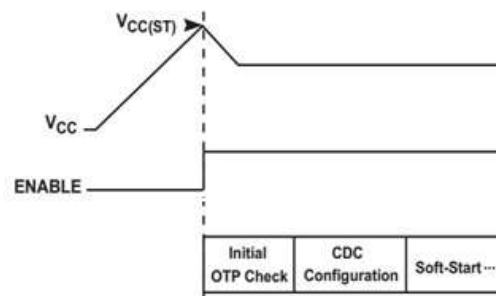 VCC(ST)
VCC
ENABLE
Initial
OTP Check
CDC
Configuration
Soft-Start ···